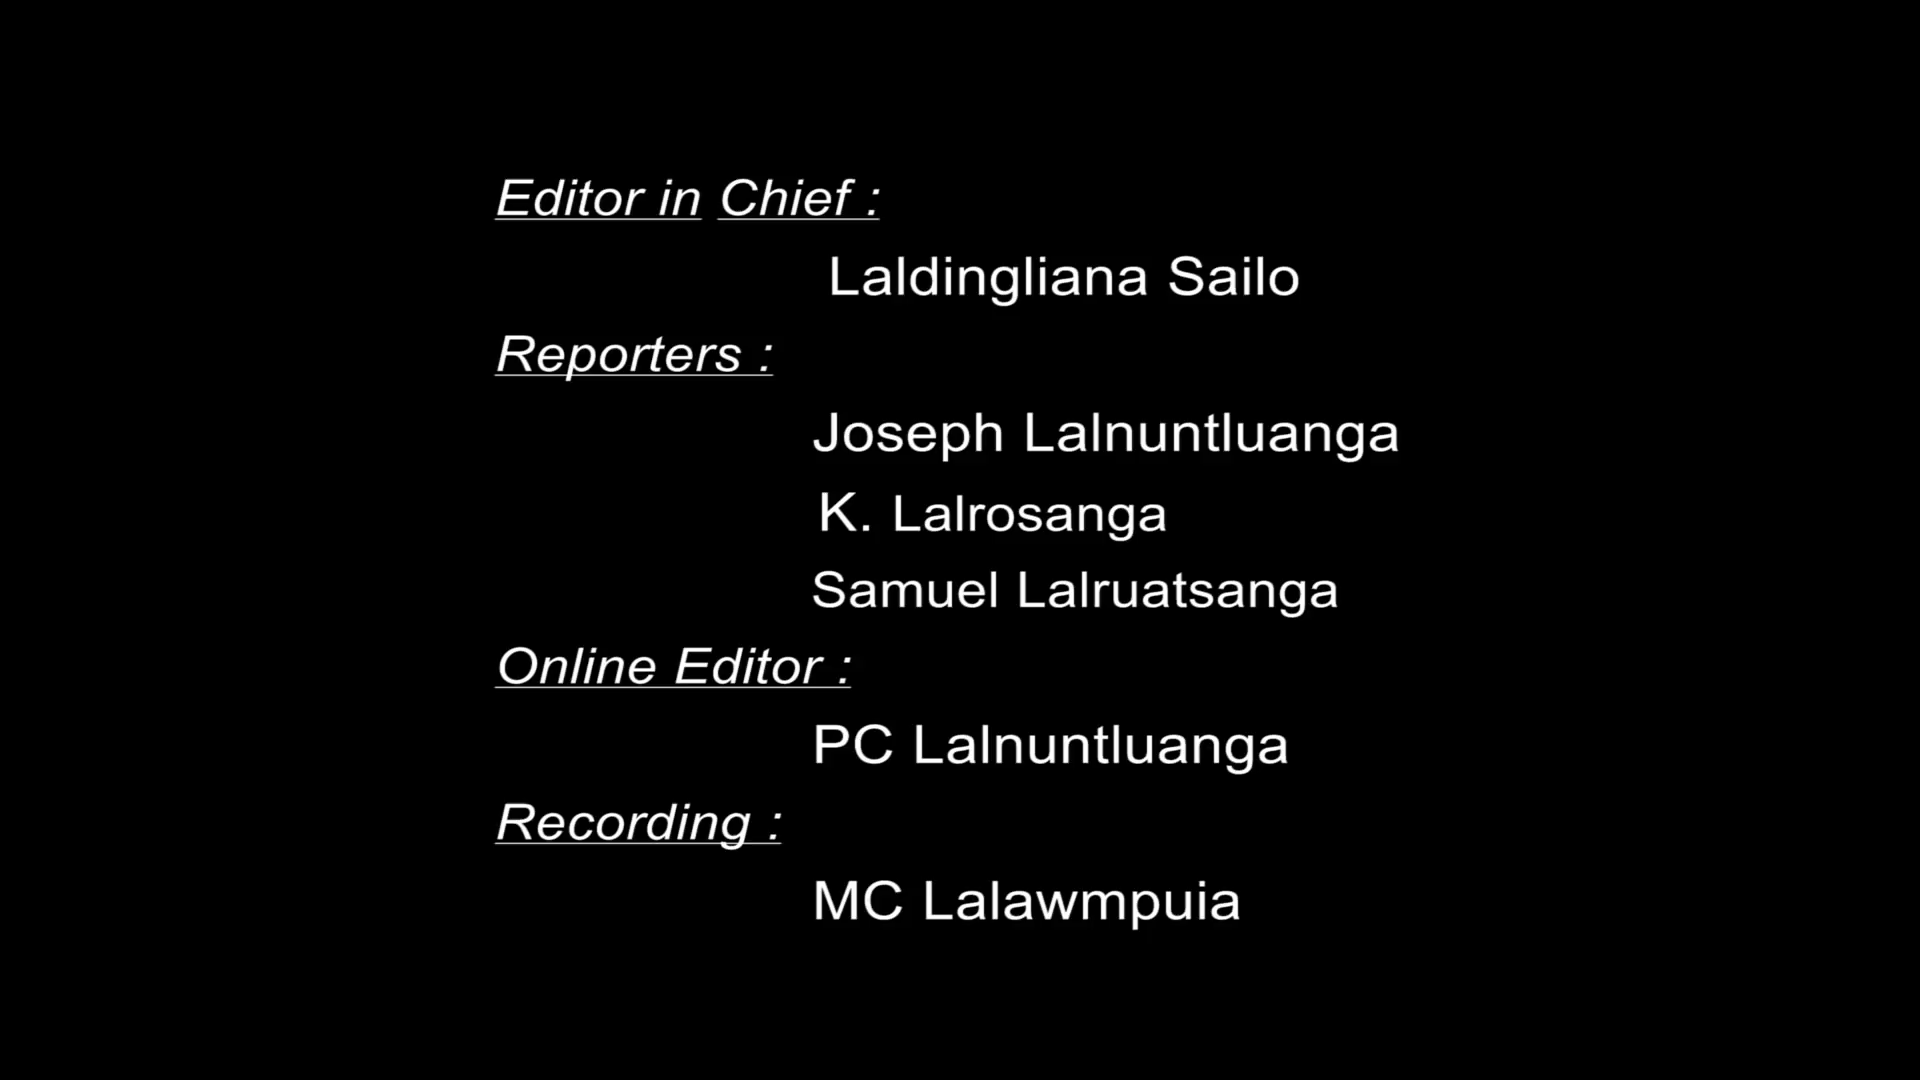 Editor in Chief :
Laldingliana Sailo
Reporters :
Joseph Lalnuntluanga
K. Lalrosanga
Samuel Lalruatsanga
Online Editor :
PC Lalnuntluanga
Recording :
MC Lalawmpuia